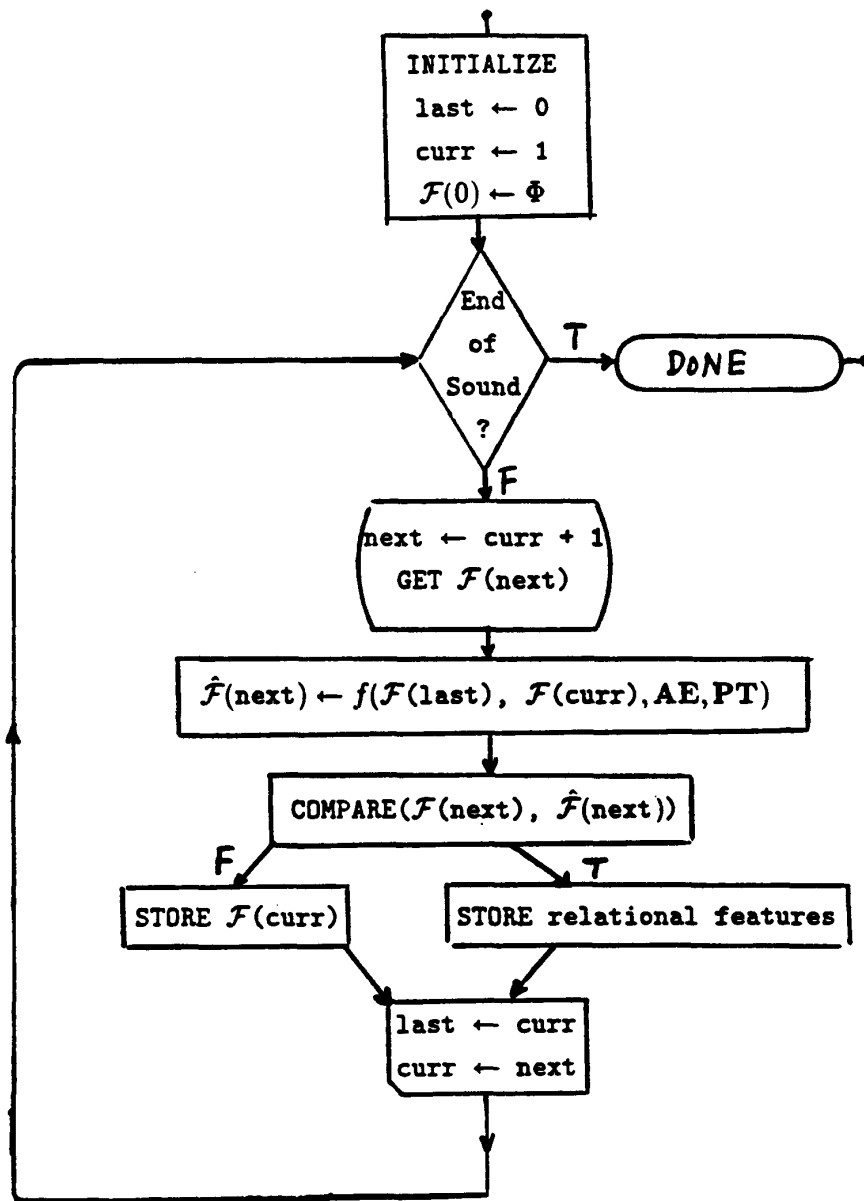 INITIALIZE
last ← 0
curr ← 1
ℱ(0) ← Φ
End
of
Sound
?
T
DONE
F
next ← curr + 1
GET ℱ(next)
ℱ̂(next) ← f(ℱ(last), ℱ(curr), AE, PT)
COMPARE(ℱ(next), ℱ̂(next))
F
T
STORE ℱ(curr)
STORE relational features
last ← curr
curr ← next